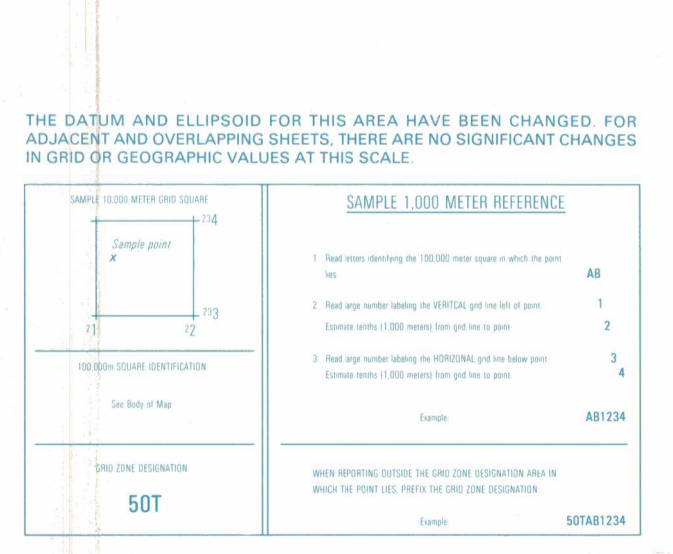 THE DATUM AND ELLIPSOID FOR THIS AREA HAVE BEEN CHANGED. FOR
ADJACENT AND OVERLAPPING SHEETS, THERE ARE NO SIGNIFICANT CHANGES
IN GRID OR GEOGRAPHIC VALUES AT THIS SCALE.
SAMPLE 10,000 METER GRID SQUARE
234
Sample point
x
233
21
22
100,000m SQUARE IDENTIFICATION
See Body of Map
GRID ZONE DESIGNATION
50T
SAMPLE 1,000 METER REFERENCE
1 Read letters identifying the 100,000 meter square in which the point
lies
AB
2 Read large number labeling the VERITCAL grid line left of point
1
Estimate tenths (1,000 meters) from grid line to point
2
3. Read large number labeling the HORIZONAL grid line below point
3
Estimate tenths (1,000 meters) from grid line to point
4
Example
AB1234
WHEN REPORTING OUTSIDE THE GRID ZONE DESIGNATION AREA IN
WHICH THE POINT LIES, PREFIX THE GRID ZONE DESIGNATION
Example
50TAB1234